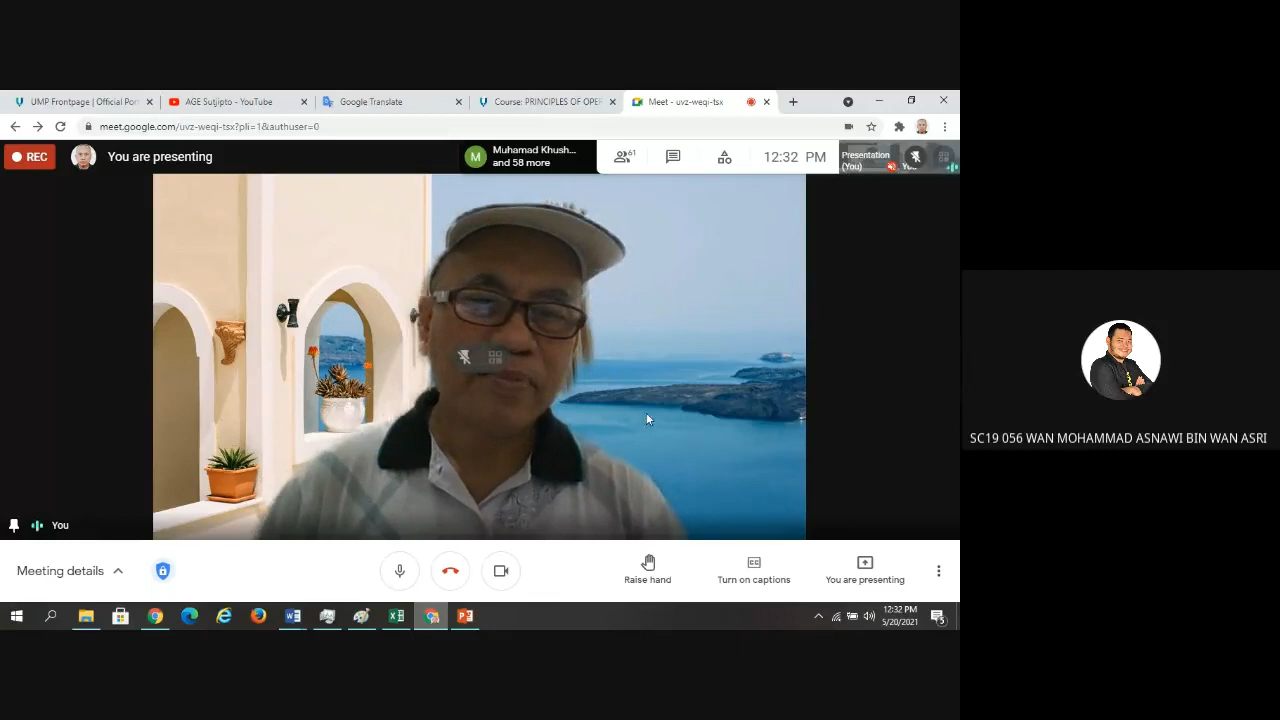 UMP Frontpage | Official Por
AGE Sutjipto - YouTube
Google Translate
Course: PRINCIPLES OF OPER
Meet - uvz-weqi-tsx
meet.google.com/uvz-weqi-tsx?pli=1&authuser=0
REC
You are presenting
M
Muhamad Khush...
and 58 more
61
12:32 PM
Presentation
(You)
You
You
Meeting details
Raise hand
CC
Turn on captions
You are presenting
SC19 056 WAN MOHAMMAD ASNAWI BIN WAN ASRI
12:32 PM
5/20/2021
5